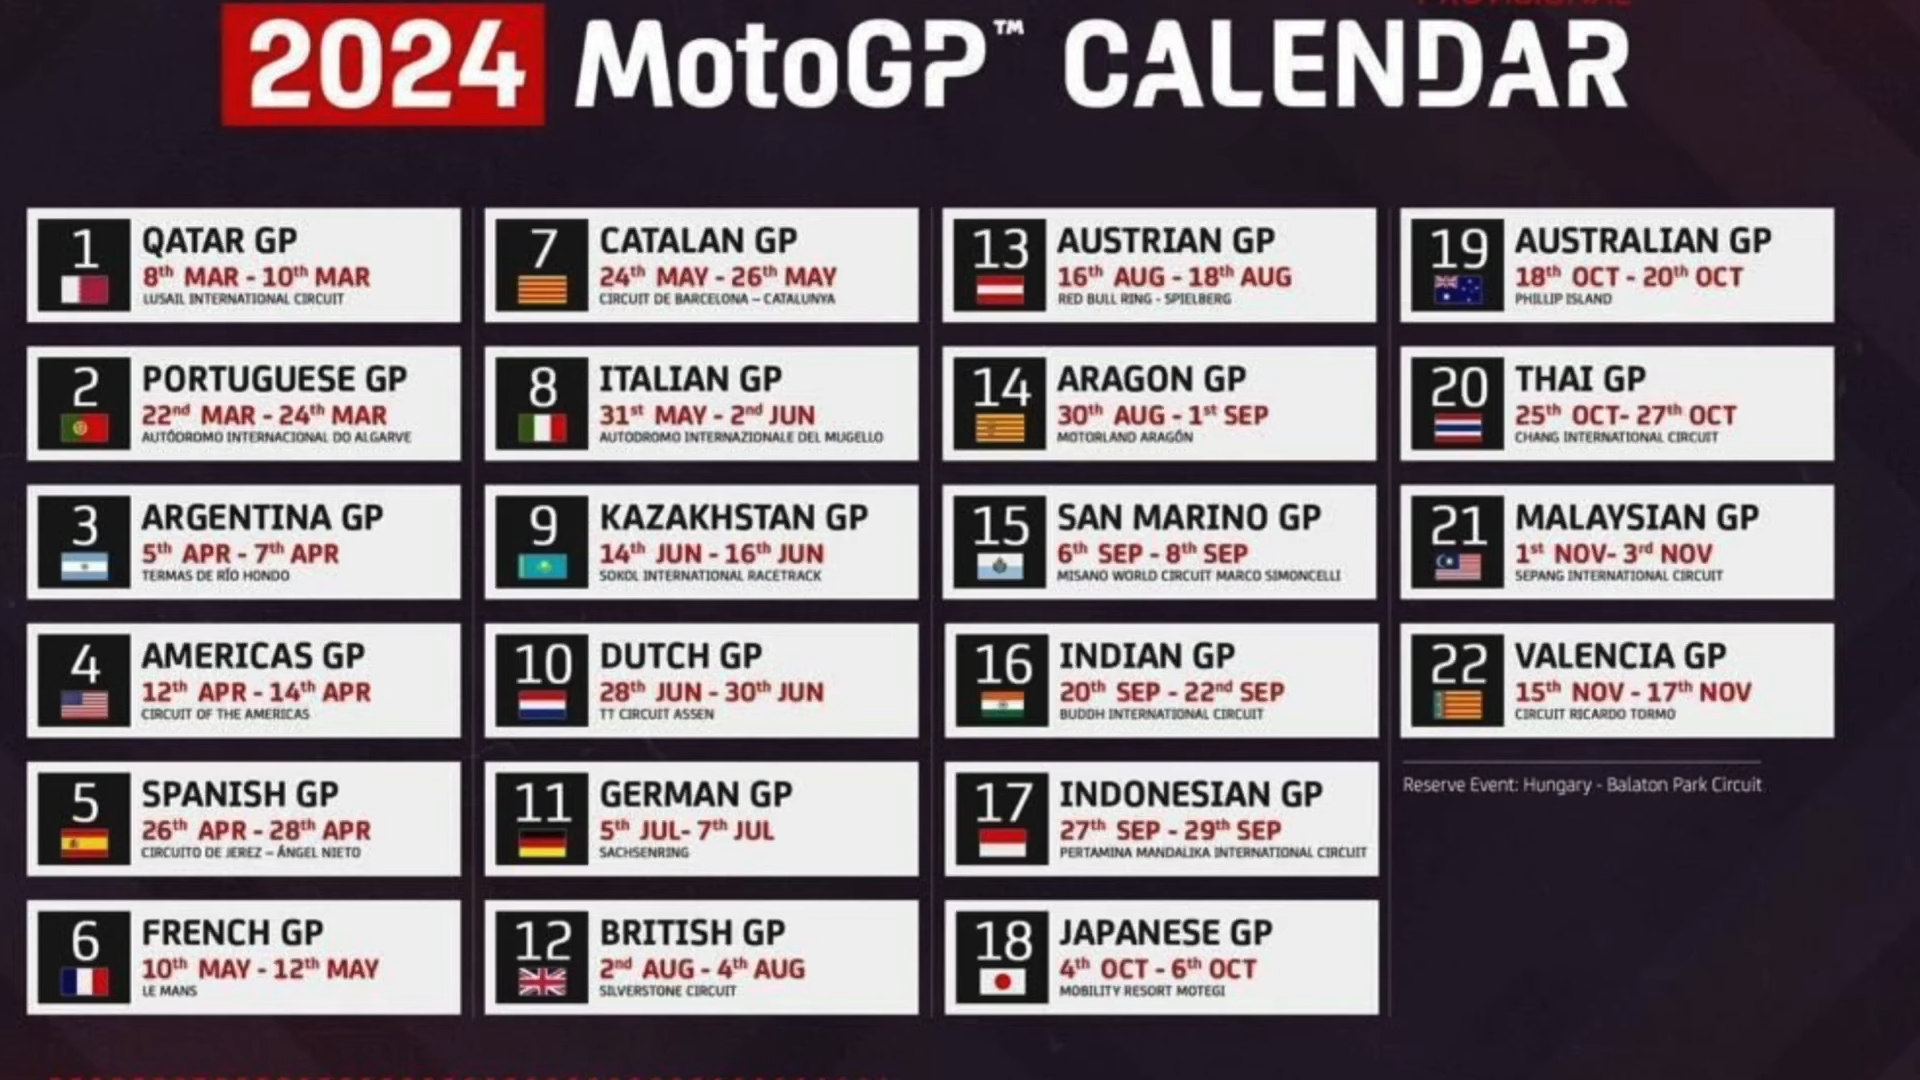 PROVISIONAL
2024 MotoGP™ CALENDAR
1
QATAR GP
8th MAR - 10th MAR
LUSAIL INTERNATIONAL CIRCUIT
2
PORTUGUESE GP
22nd MAR - 24th MAR
AUTÓDROMO INTERNACIONAL DO ALGARVE
3
ARGENTINA GP
5th APR - 7th APR
TERMAS DE RÍO HONDO
4
AMERICAS GP
12th APR - 14th APR
CIRCUIT OF THE AMERICAS
5
SPANISH GP
26th APR - 28th APR
CIRCUITO DE JEREZ – ÁNGEL NIETO
6
FRENCH GP
10th MAY - 12th MAY
LE MANS
7
CATALAN GP
24th MAY - 26th MAY
CIRCUIT DE BARCELONA – CATALUNYA
8
ITALIAN GP
31st MAY - 2nd JUN
AUTODROMO INTERNAZIONALE DEL MUGELLO
9
KAZAKHSTAN GP
14th JUN - 16th JUN
SOKOL INTERNATIONAL RACETRACK
10
DUTCH GP
28th JUN - 30th JUN
TT CIRCUIT ASSEN
11
GERMAN GP
5th JUL- 7th JUL
SACHSENRING
12
BRITISH GP
2nd AUG - 4th AUG
SILVERSTONE CIRCUIT
13
AUSTRIAN GP
16th AUG - 18th AUG
RED BULL RING - SPIELBERG
14
ARAGON GP
30th AUG - 1st SEP
MOTORLAND ARAGÓN
15
SAN MARINO GP
6th SEP - 8th SEP
MISANO WORLD CIRCUIT MARCO SIMONCELLI
16
INDIAN GP
20th SEP - 22nd SEP
BUDDH INTERNATIONAL CIRCUIT
17
INDONESIAN GP
27th SEP - 29th SEP
PERTAMINA MANDALIKA INTERNATIONAL CIRCUIT
18
JAPANESE GP
4th OCT - 6th OCT
MOBILITY RESORT MOTEGI
19
AUSTRALIAN GP
18th OCT - 20th OCT
PHILLIP ISLAND
20
THAI GP
25th OCT- 27th OCT
CHANG INTERNATIONAL CIRCUIT
21
MALAYSIAN GP
1st NOV- 3rd NOV
SEPANG INTERNATIONAL CIRCUIT
22
VALENCIA GP
15th NOV - 17th NOV
CIRCUIT RICARDO TORMO
Reserve Event: Hungary - Balaton Park Circuit